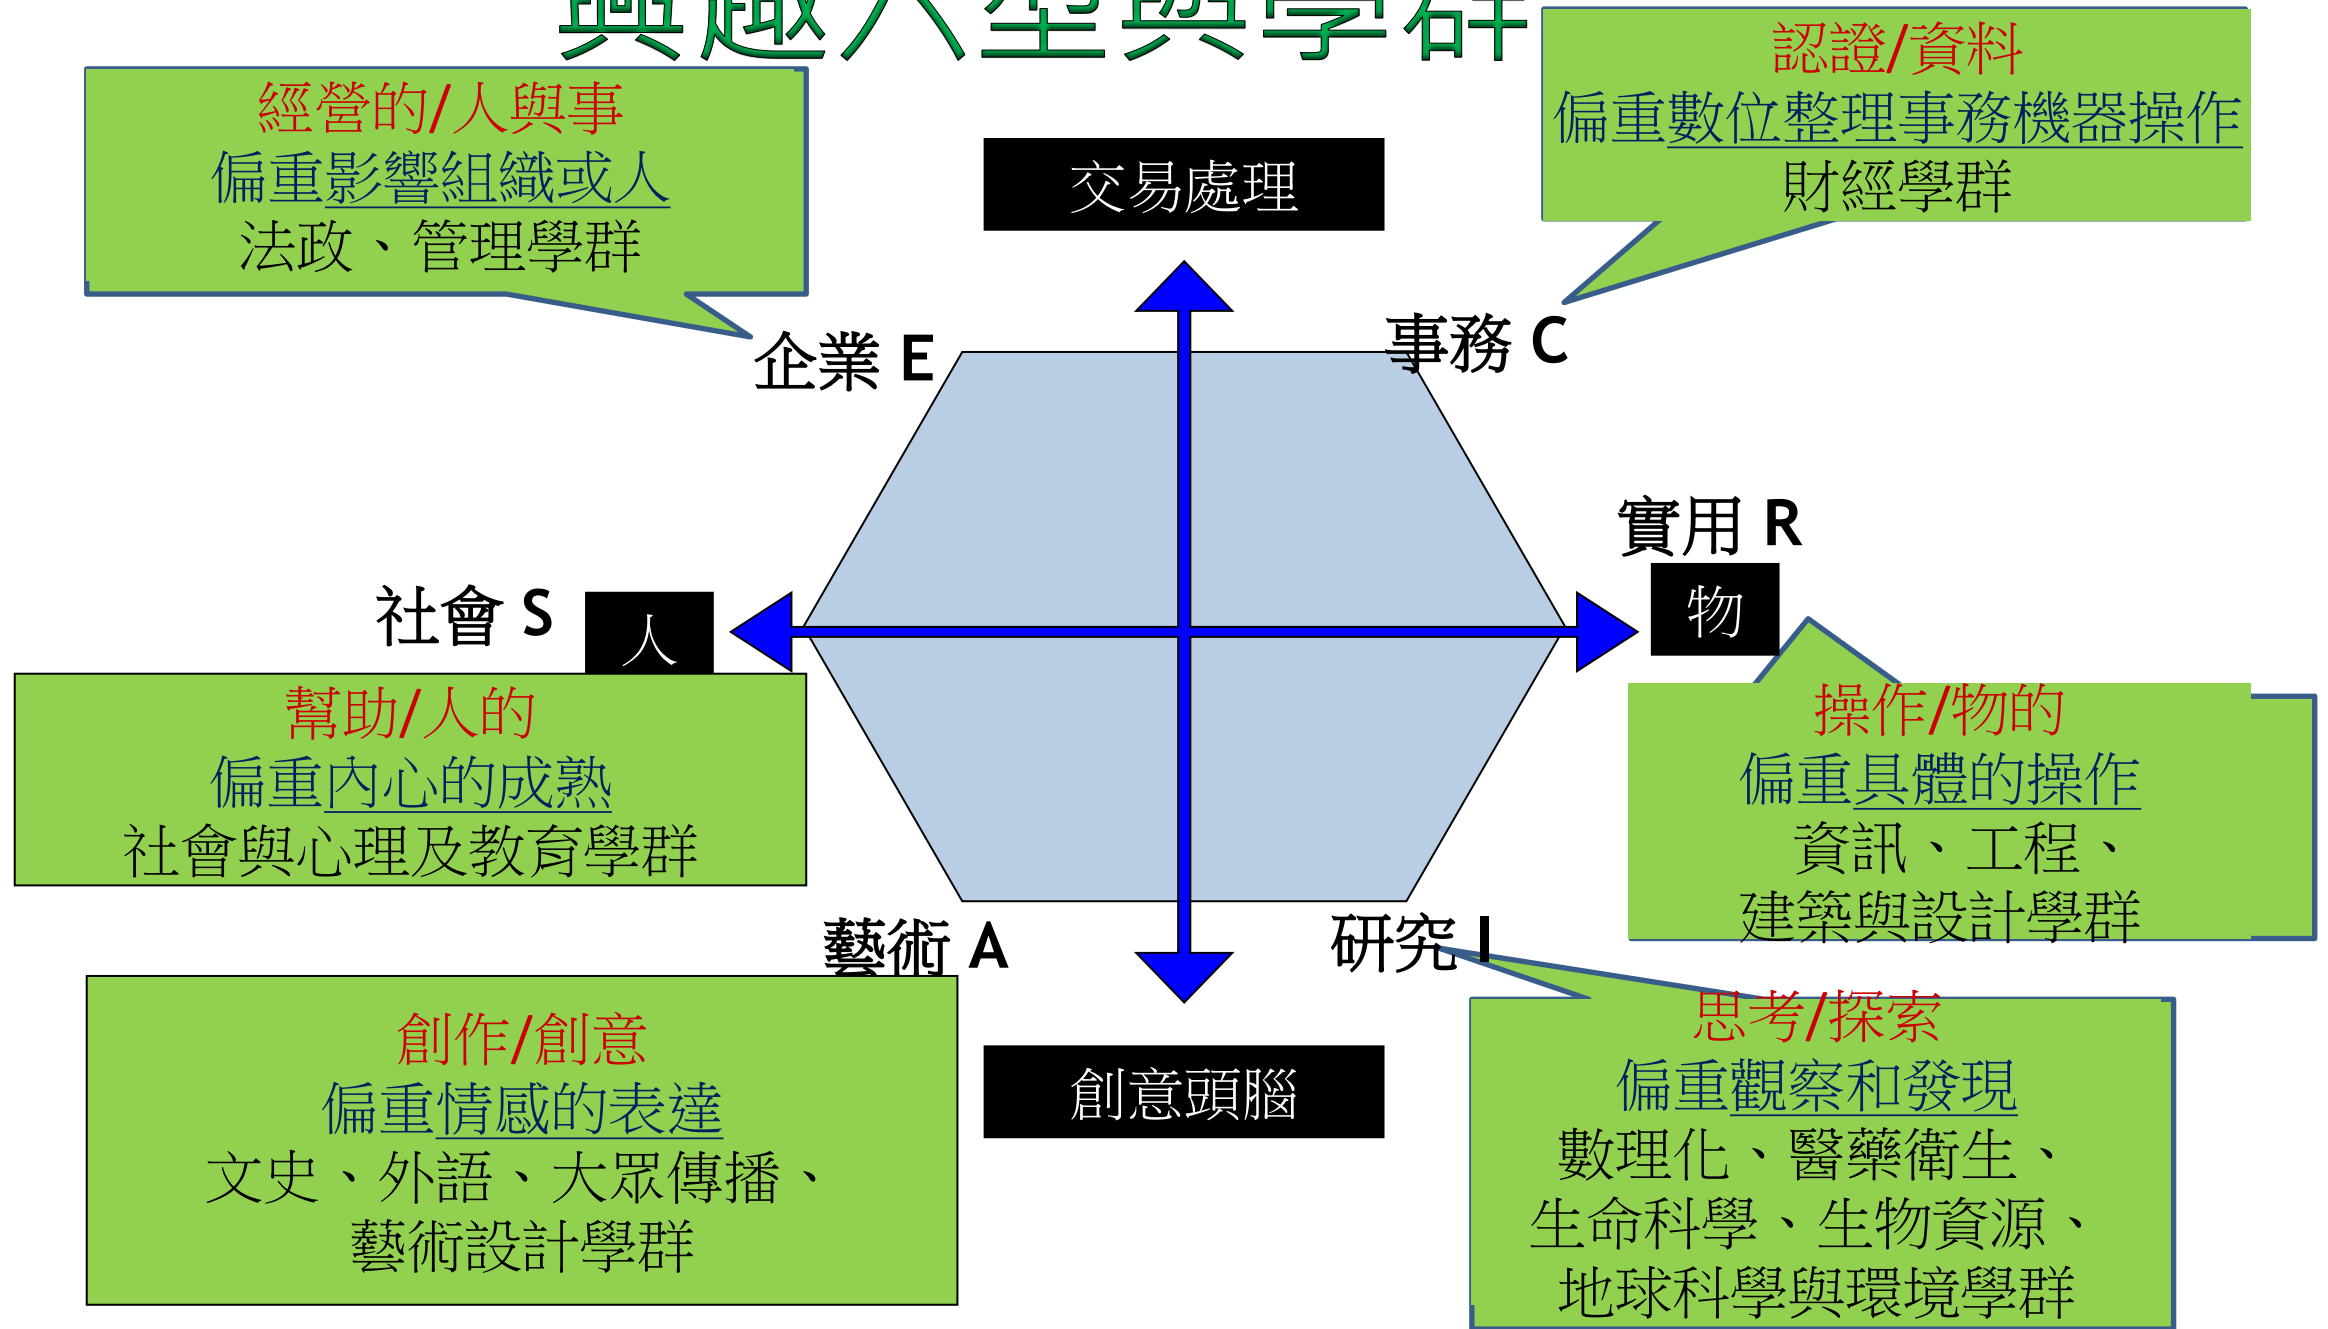 興趣六型與學群
經營的/人與事
偏重影響組織或人
法政、管理學群
認證/資料
偏重數位整理事務機器操作
財經學群
交易處理
企業 E
事務 C
實用 R
物
社會 S
人
幫助/人的
偏重內心的成熟
社會與心理及教育學群
操作/物的
偏重具體的操作
資訊、工程、
建築與設計學群
藝術 A
研究 I
創作/創意
偏重情感的表達
文史、外語、大眾傳播、
藝術設計學群
創意頭腦
思考/探索
偏重觀察和發現
數理化、醫藥衛生、
生命科學、生物資源、
地球科學與環境學群